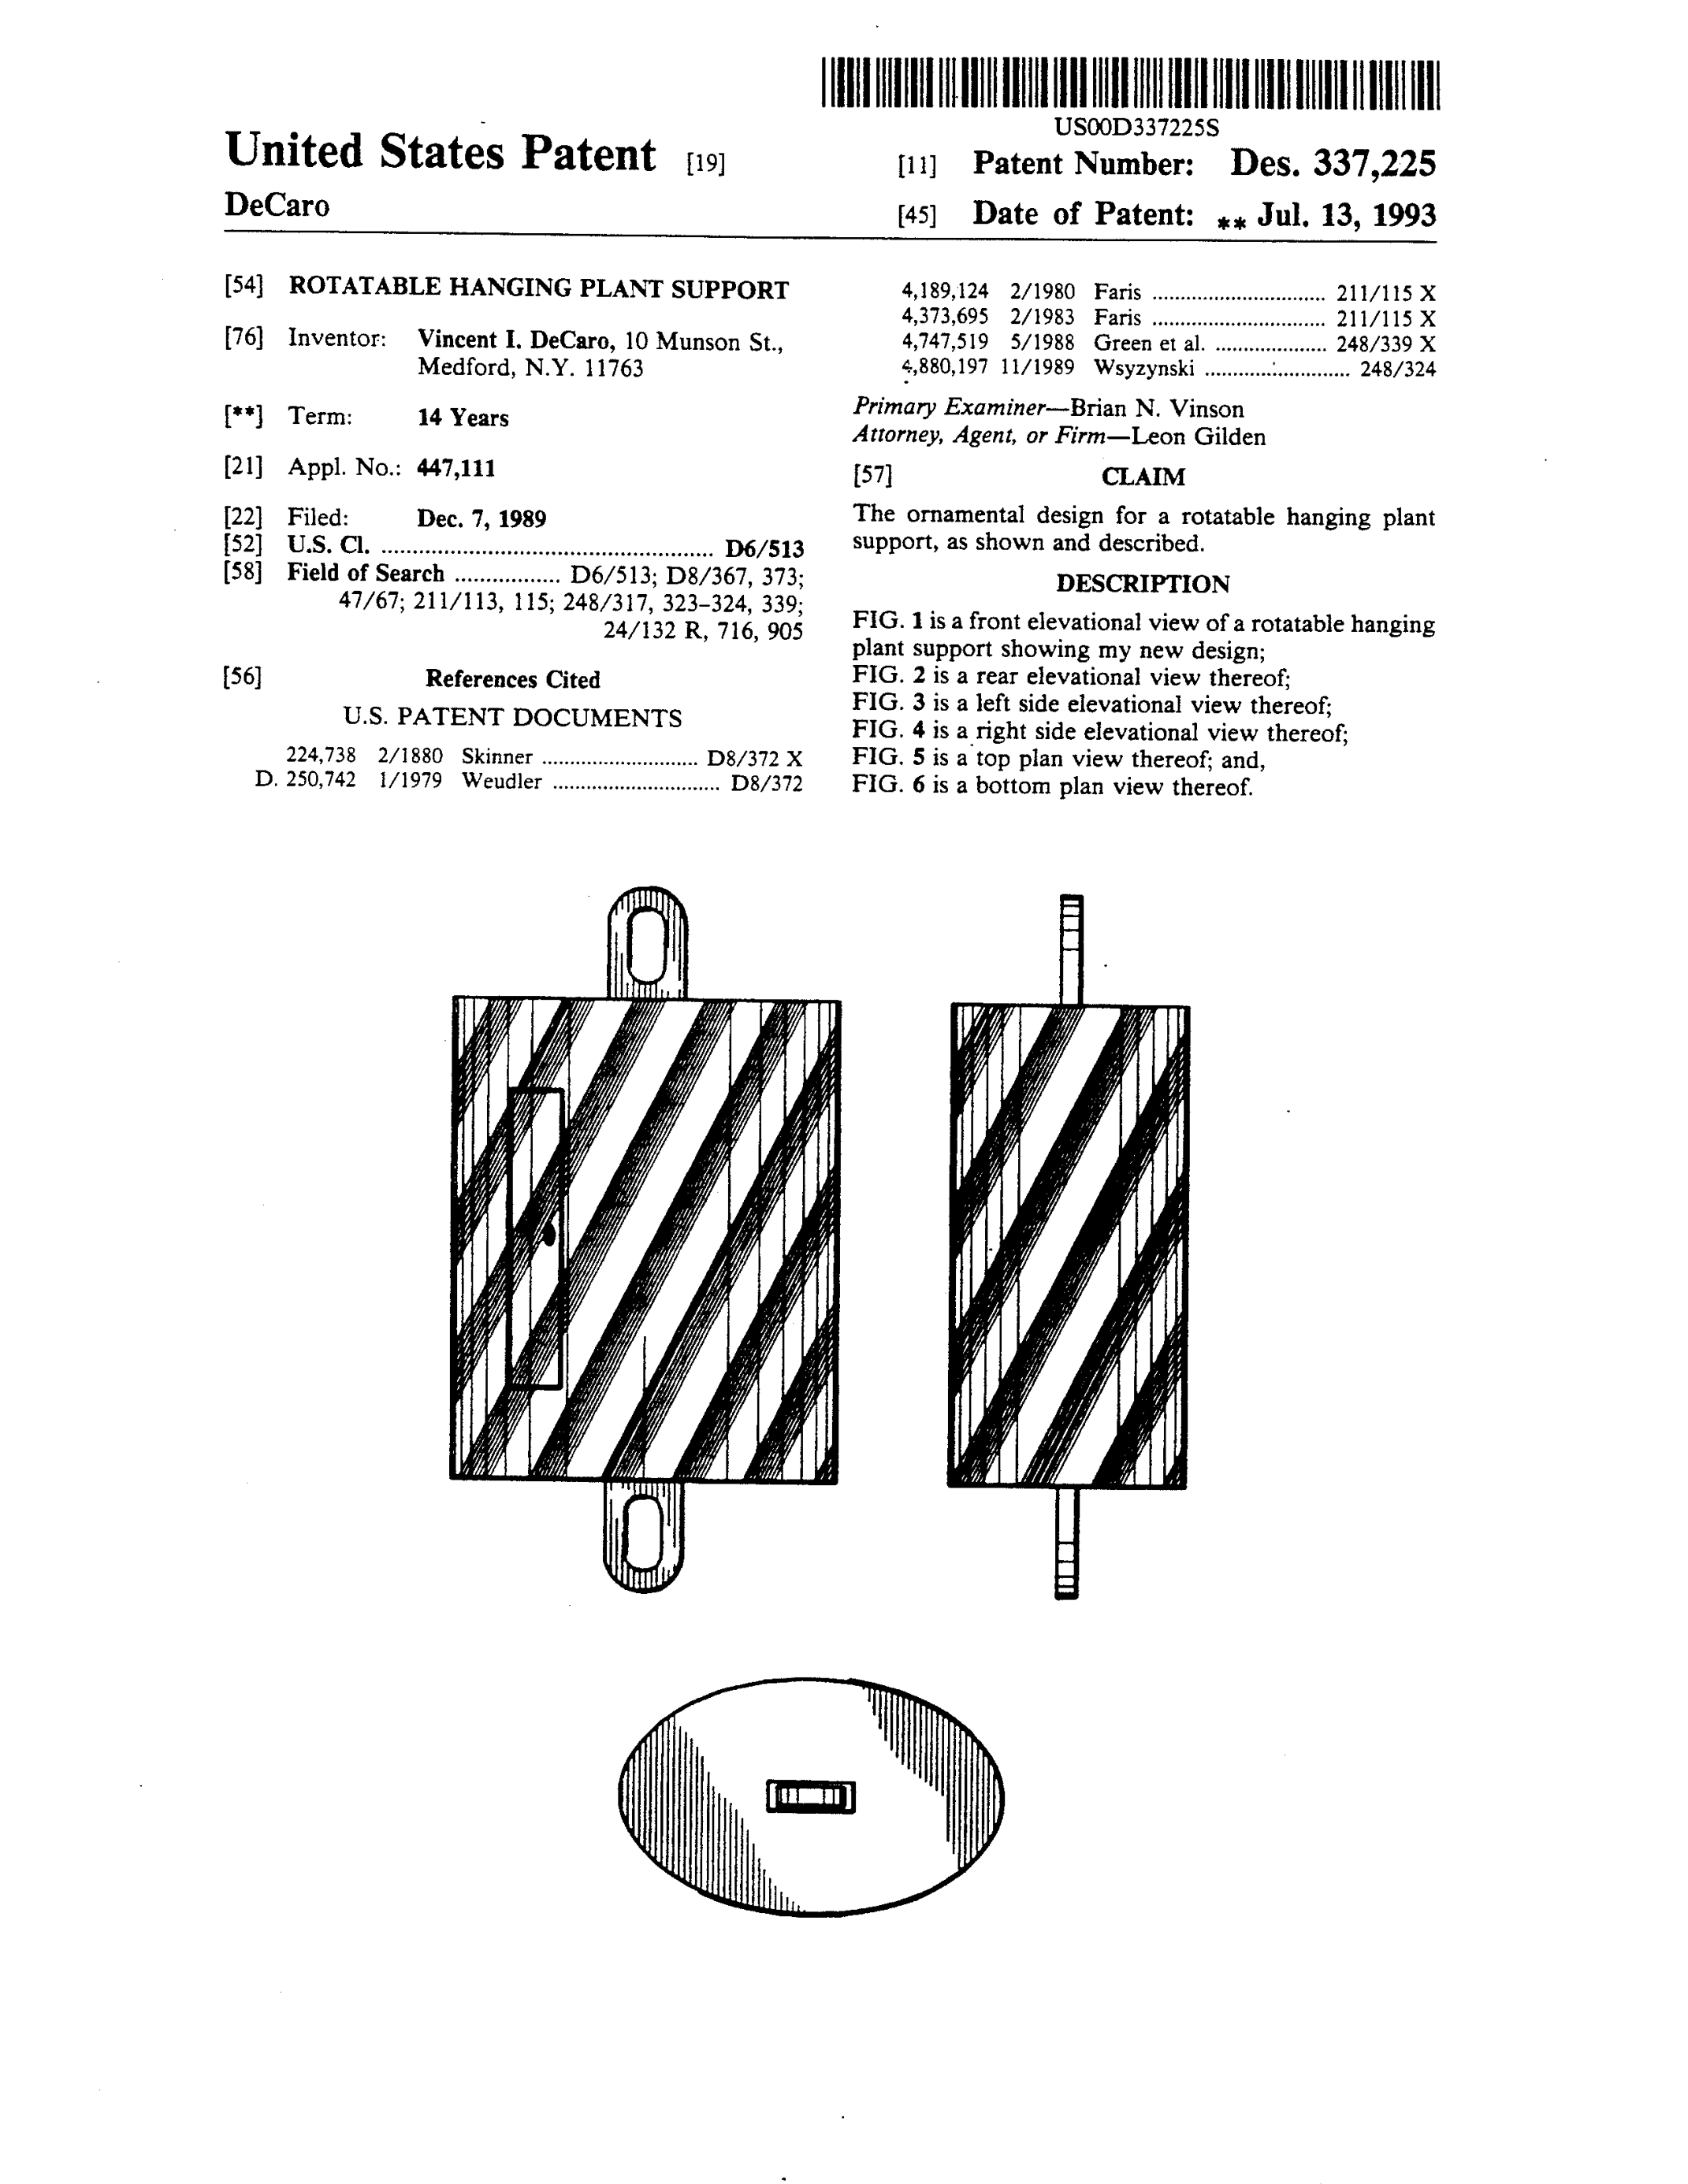 US00D337225S
United States Patent [19]
DeCaro
[11] Patent Number: Des. 337,225
[45] Date of Patent: ** Jul. 13, 1993
[54] ROTATABLE HANGING PLANT SUPPORT
[76] Inventor: Vincent I. DeCaro, 10 Munson St.,
Medford, N.Y. 11763
[**] Term: 14 Years
[21] Appl. No.: 447,111
[22] Filed: Dec. 7, 1989
[52] U.S. Cl. .................................................... D6/513
[58] Field of Search ................. D6/513; D8/367, 373;
47/67; 211/113, 115; 248/317, 323-324, 339;
24/132 R, 716, 905
[56] References Cited
U.S. PATENT DOCUMENTS
224,738 2/1880 Skinner ........................... D8/372 X
D. 250,742 1/1979 Weudler ............................. D8/372
4,189,124 2/1980 Faris .............................. 211/115 X
4,373,695 2/1983 Faris .............................. 211/115 X
4,747,519 5/1988 Green et al. ................... 248/339 X
4,880,197 11/1989 Wsyzynski ......................... 248/324
Primary Examiner—Brian N. Vinson
Attorney, Agent, or Firm—Leon Gilden
[57] CLAIM
The ornamental design for a rotatable hanging plant
support, as shown and described.
DESCRIPTION
FIG. 1 is a front elevational view of a rotatable hanging
plant support showing my new design;
FIG. 2 is a rear elevational view thereof;
FIG. 3 is a left side elevational view thereof;
FIG. 4 is a right side elevational view thereof;
FIG. 5 is a top plan view thereof; and,
FIG. 6 is a bottom plan view thereof.